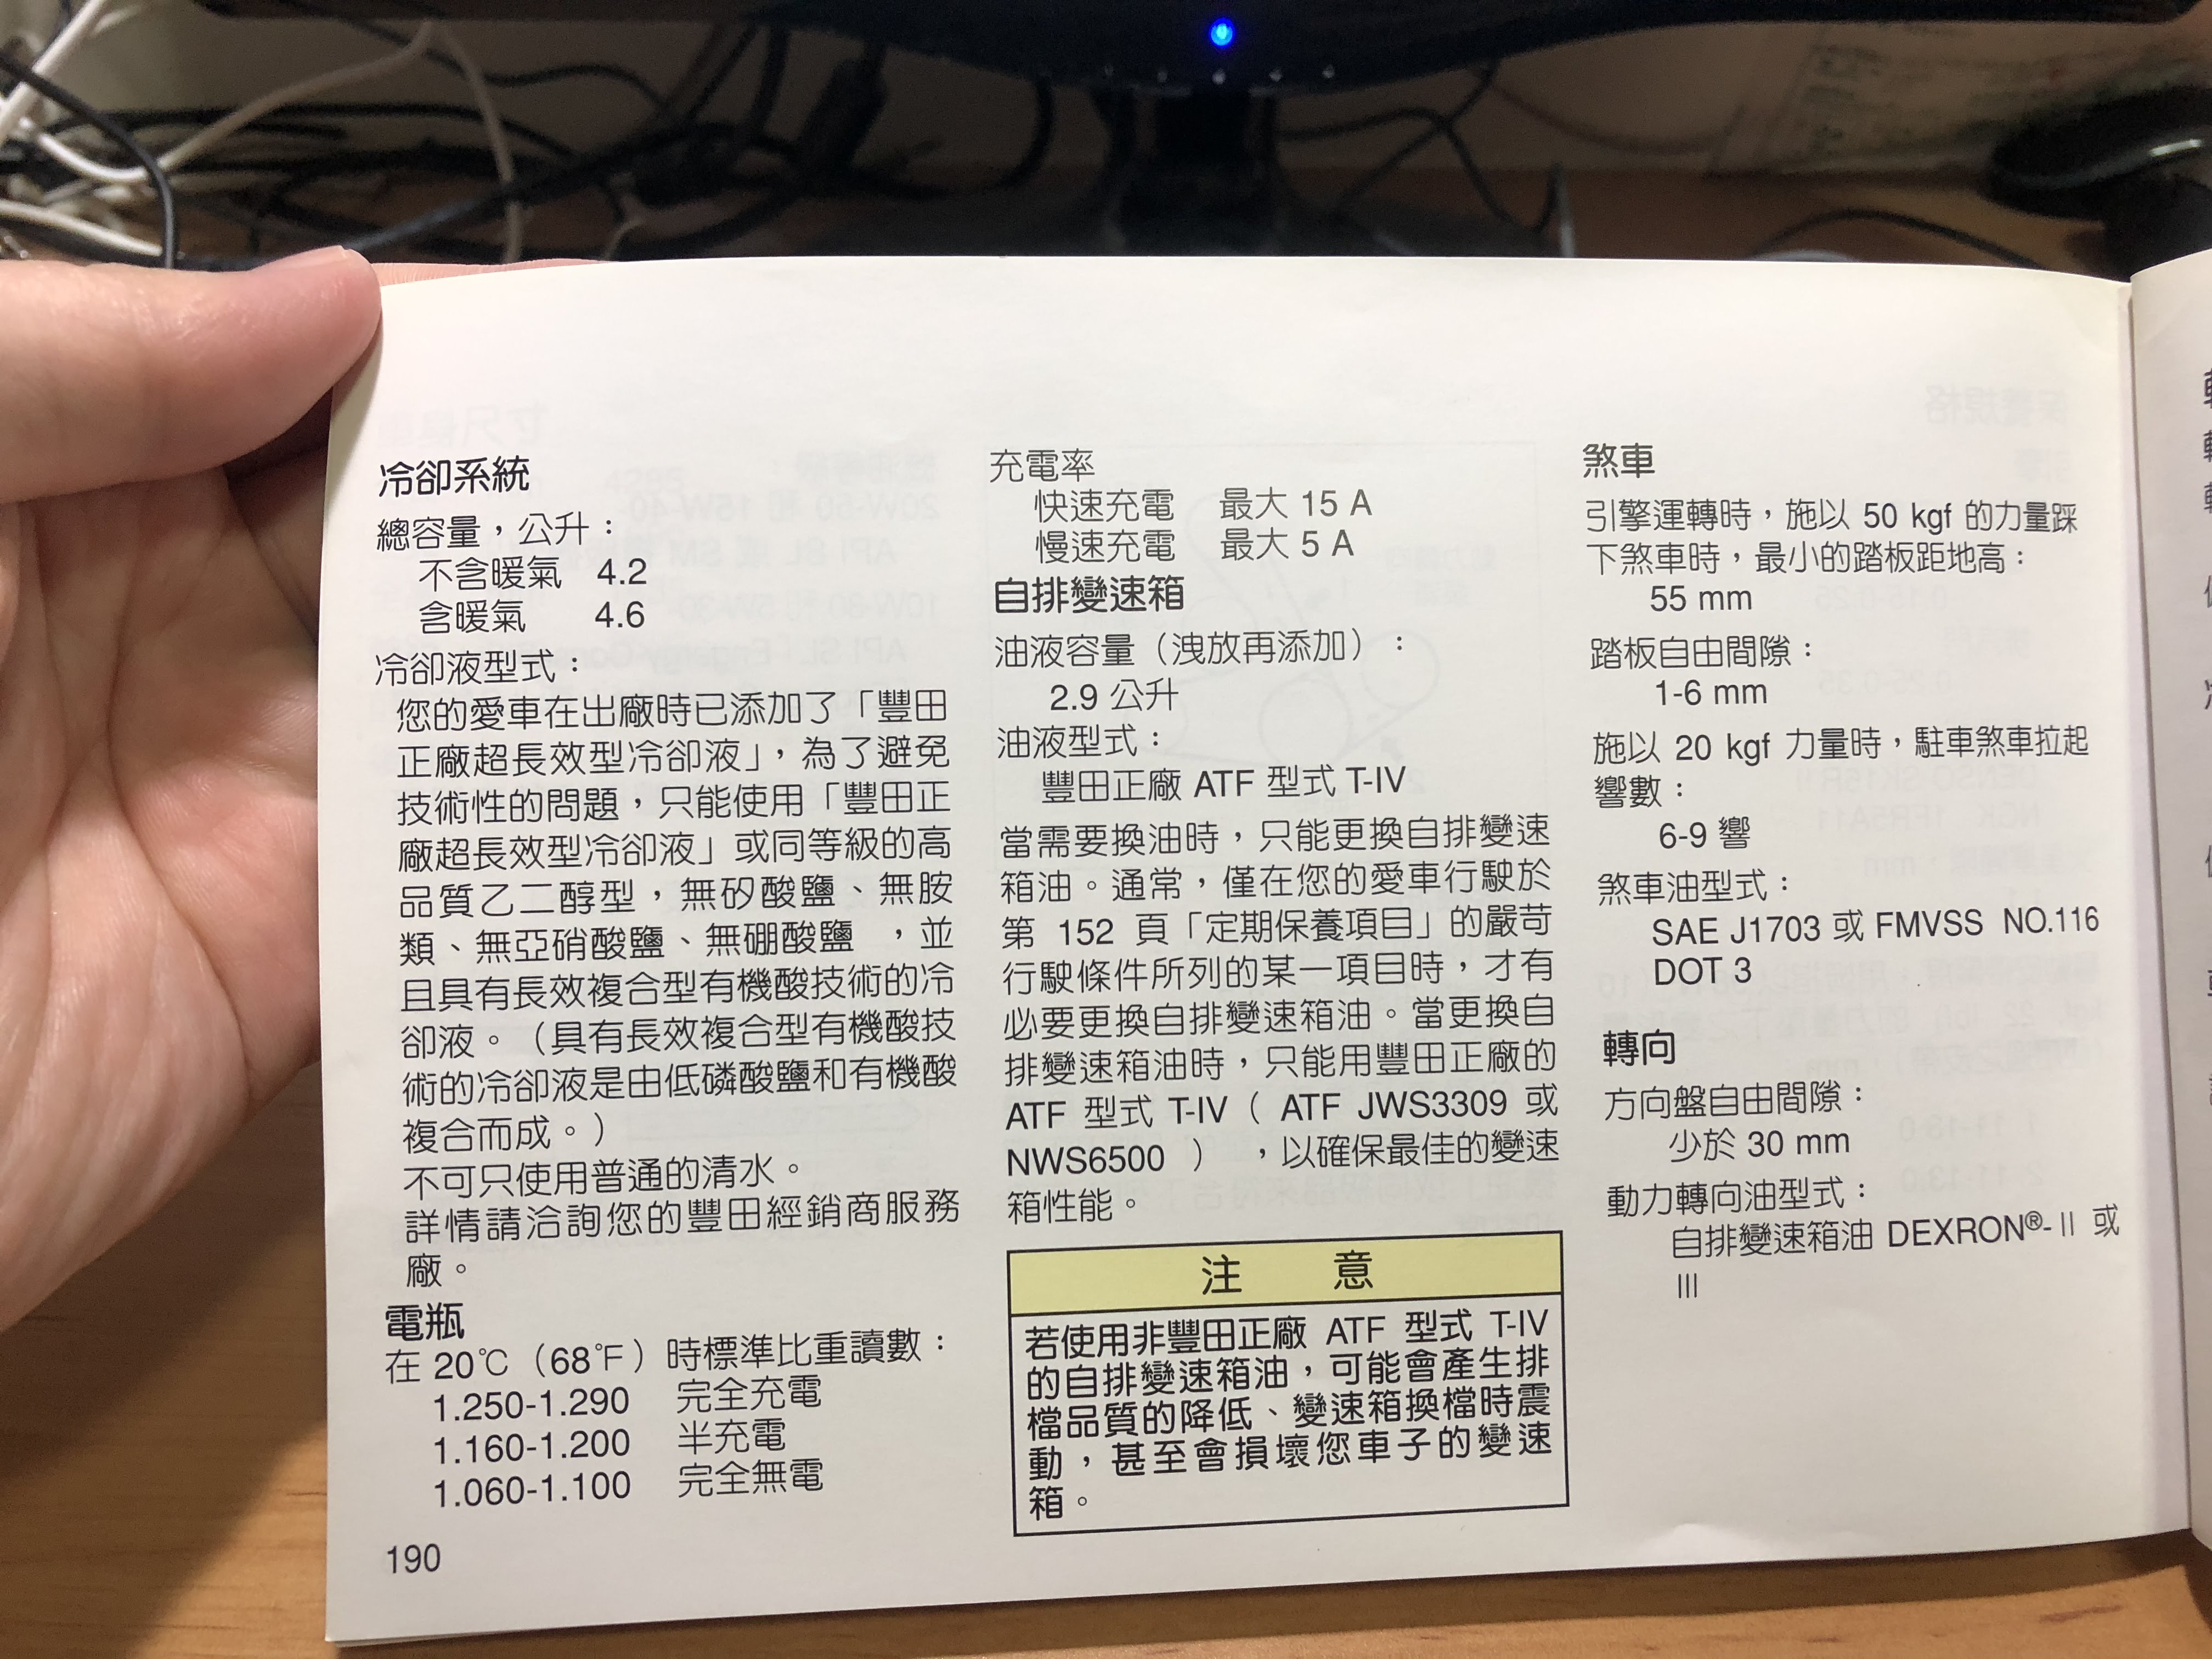 冷卻系統
總容量，公升：
不含暖氣 4.2
含暖氣 4.6
冷卻液型式：
您的愛車在出廠時已添加了「豐田
正廠超長效型冷卻液」，為了避免
技術性的問題，只能使用「豐田正
廠超長效型冷卻液」或同等級的高
品質乙二醇型，無矽酸鹽、無胺
類、無亞硝酸鹽、無硼酸鹽 ，並
且具有長效複合型有機酸技術的冷
卻液。（具有長效複合型有機酸技
術的冷卻液是由低磷酸鹽和有機酸
複合而成。）
不可只使用普通的清水。
詳情請洽詢您的豐田經銷商服務
廠。
電瓶
在 20℃（68℉）時標準比重讀數：
1.250-1.290 完全充電
1.160-1.200 半充電
1.060-1.100 完全無電
190
充電率
快速充電 最大 15 A
慢速充電 最大 5 A
自排變速箱
油液容量（洩放再添加）：
2.9 公升
油液型式：
豐田正廠 ATF 型式 T-IV
當需要換油時，只能更換自排變速
箱油。通常，僅在您的愛車行駛於
第 152 頁「定期保養項目」的嚴苛
行駛條件所列的某一項目時，才有
必要更換自排變速箱油。當更換自
排變速箱油時，只能用豐田正廠的
ATF 型式 T-IV（ ATF JWS3309 或
NWS6500 ） ，以確保最佳的變速
箱性能。
注 意
若使用非豐田正廠 ATF 型式 T-IV
的自排變速箱油，可能會產生排
檔品質的降低、變速箱換檔時震
動，甚至會損壞您車子的變速
箱。
煞車
引擎運轉時，施以 50 kgf 的力量踩
下煞車時，最小的踏板距地高：
55 mm
踏板自由間隙：
1-6 mm
施以 20 kgf 力量時，駐車煞車拉起
響數：
6-9 響
煞車油型式：
SAE J1703 或 FMVSS NO.116
DOT 3
轉向
方向盤自由間隙：
少於 30 mm
動力轉向油型式：
自排變速箱油 DEXRON®-II 或
III